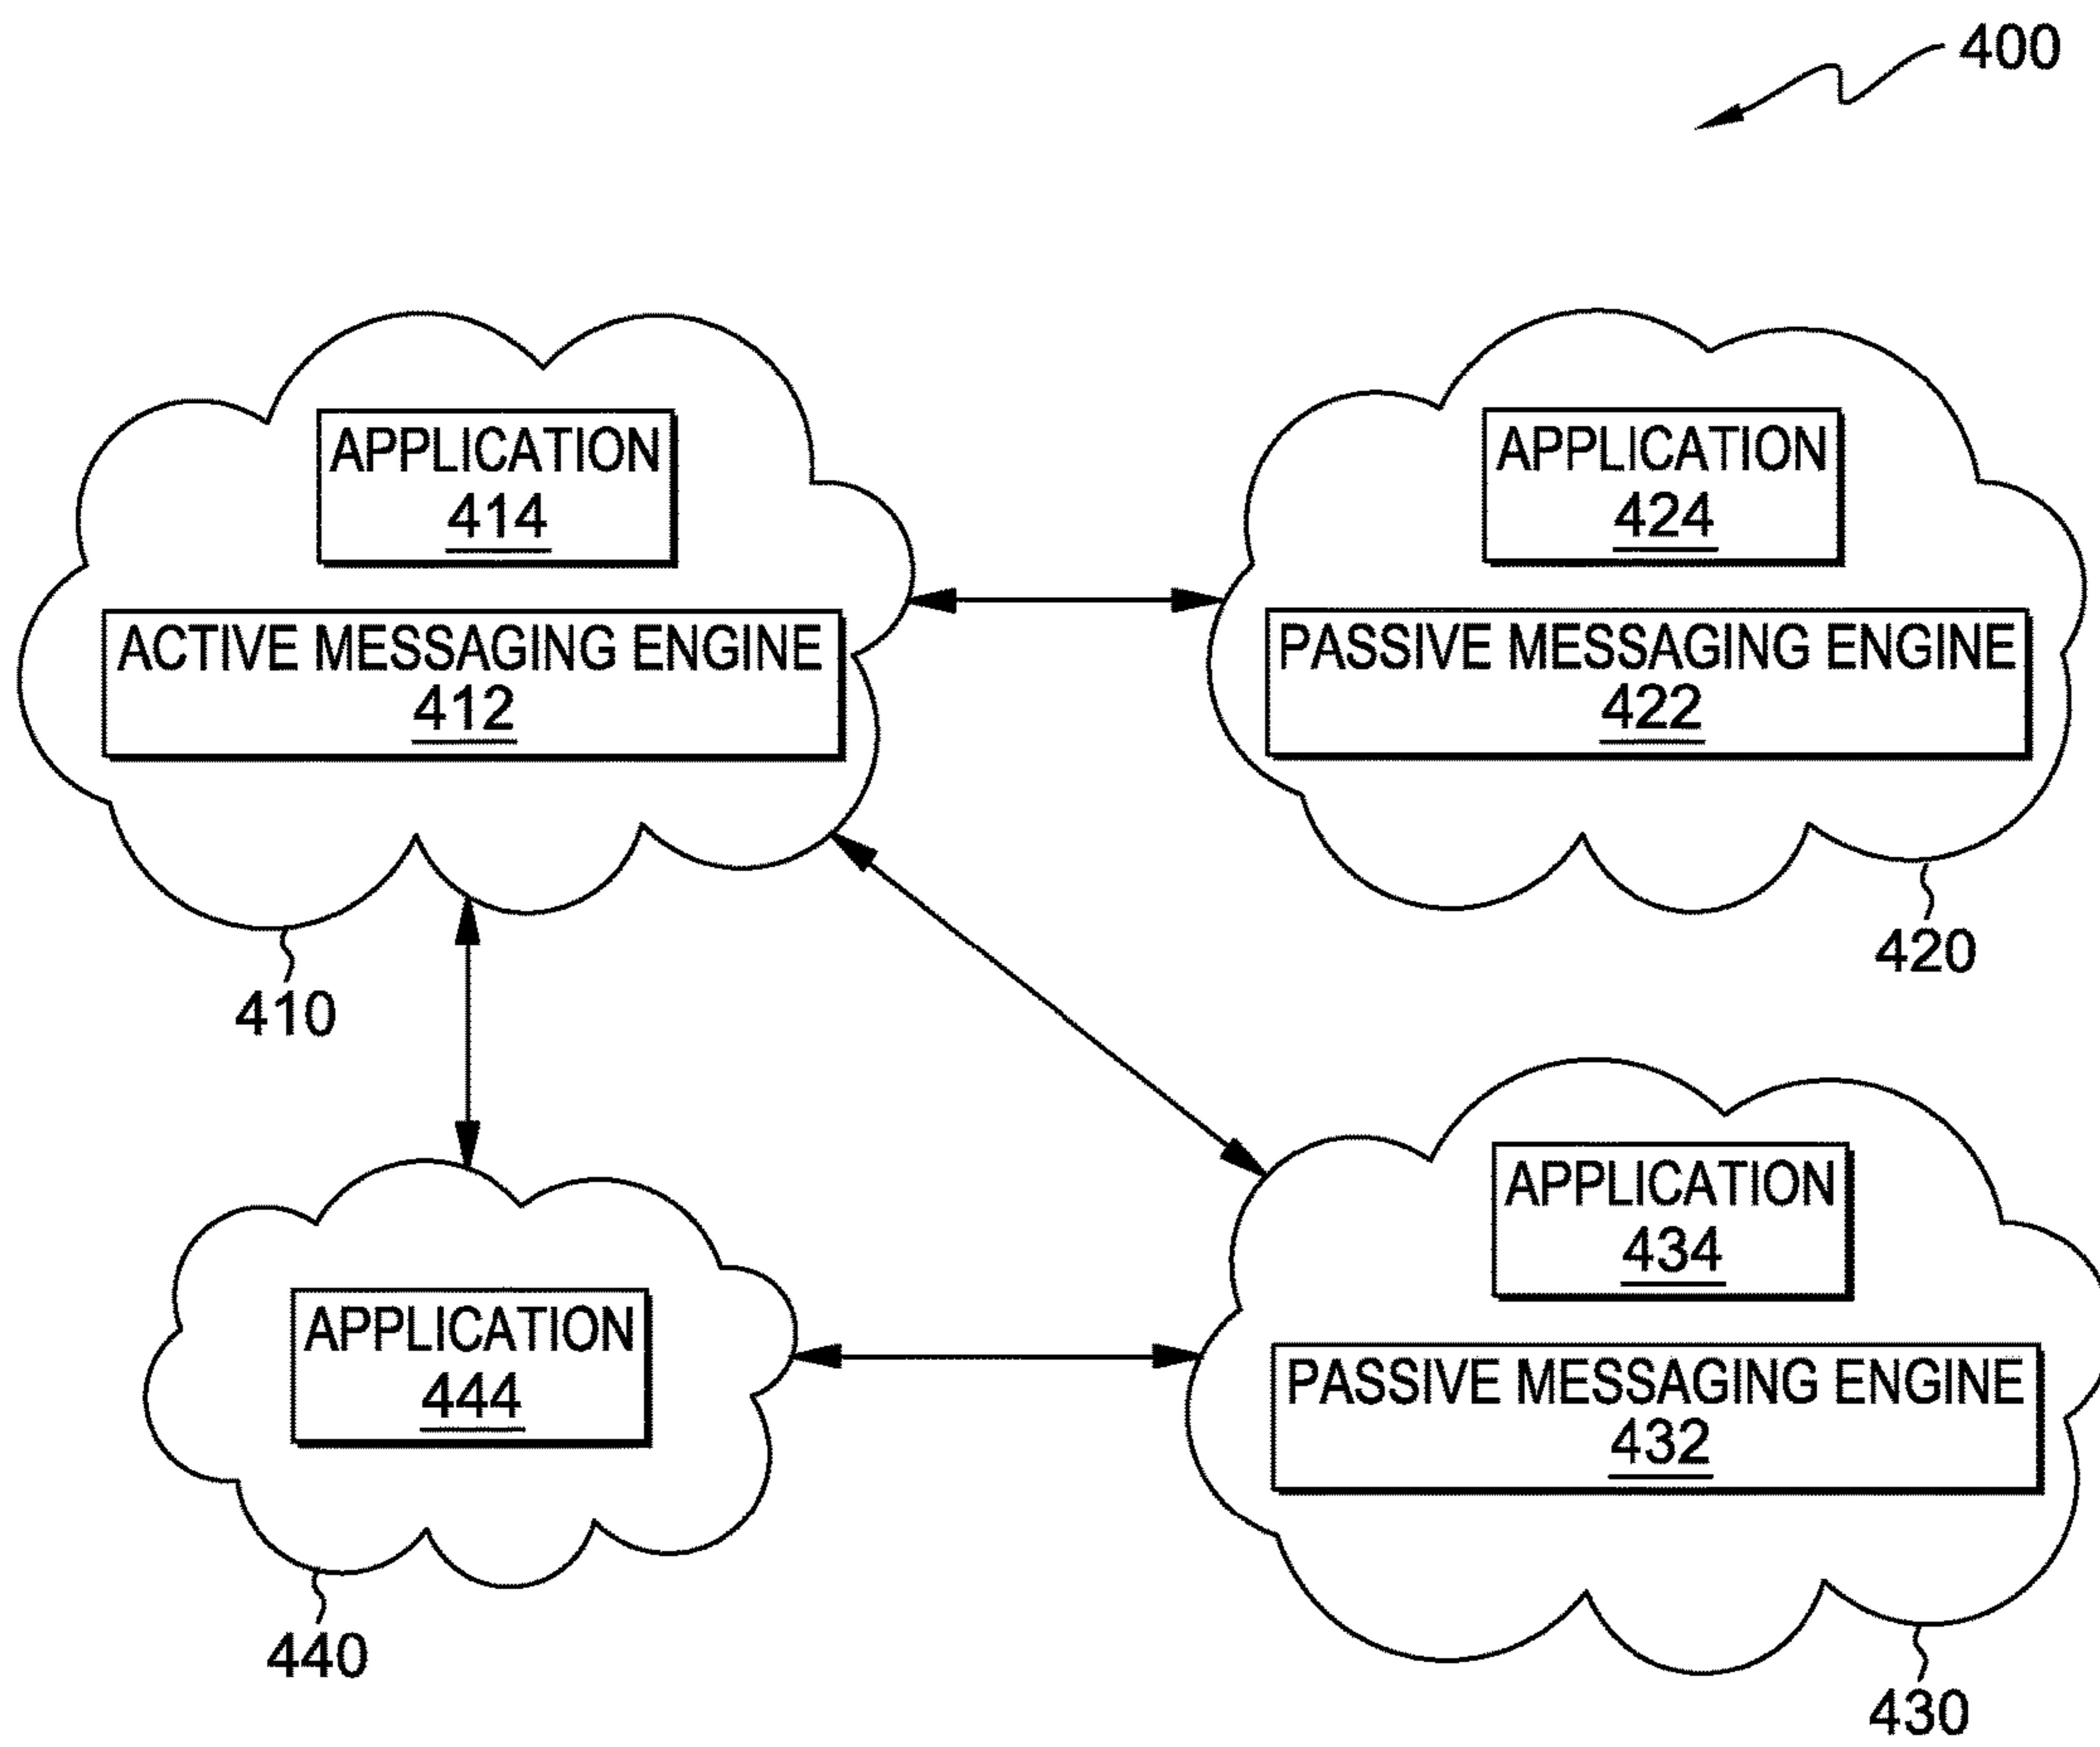 400
APPLICATION
414
ACTIVE MESSAGING ENGINE
412
410
APPLICATION
424
PASSIVE MESSAGING ENGINE
422
420
APPLICATION
444
440
APPLICATION
434
PASSIVE MESSAGING ENGINE
432
430